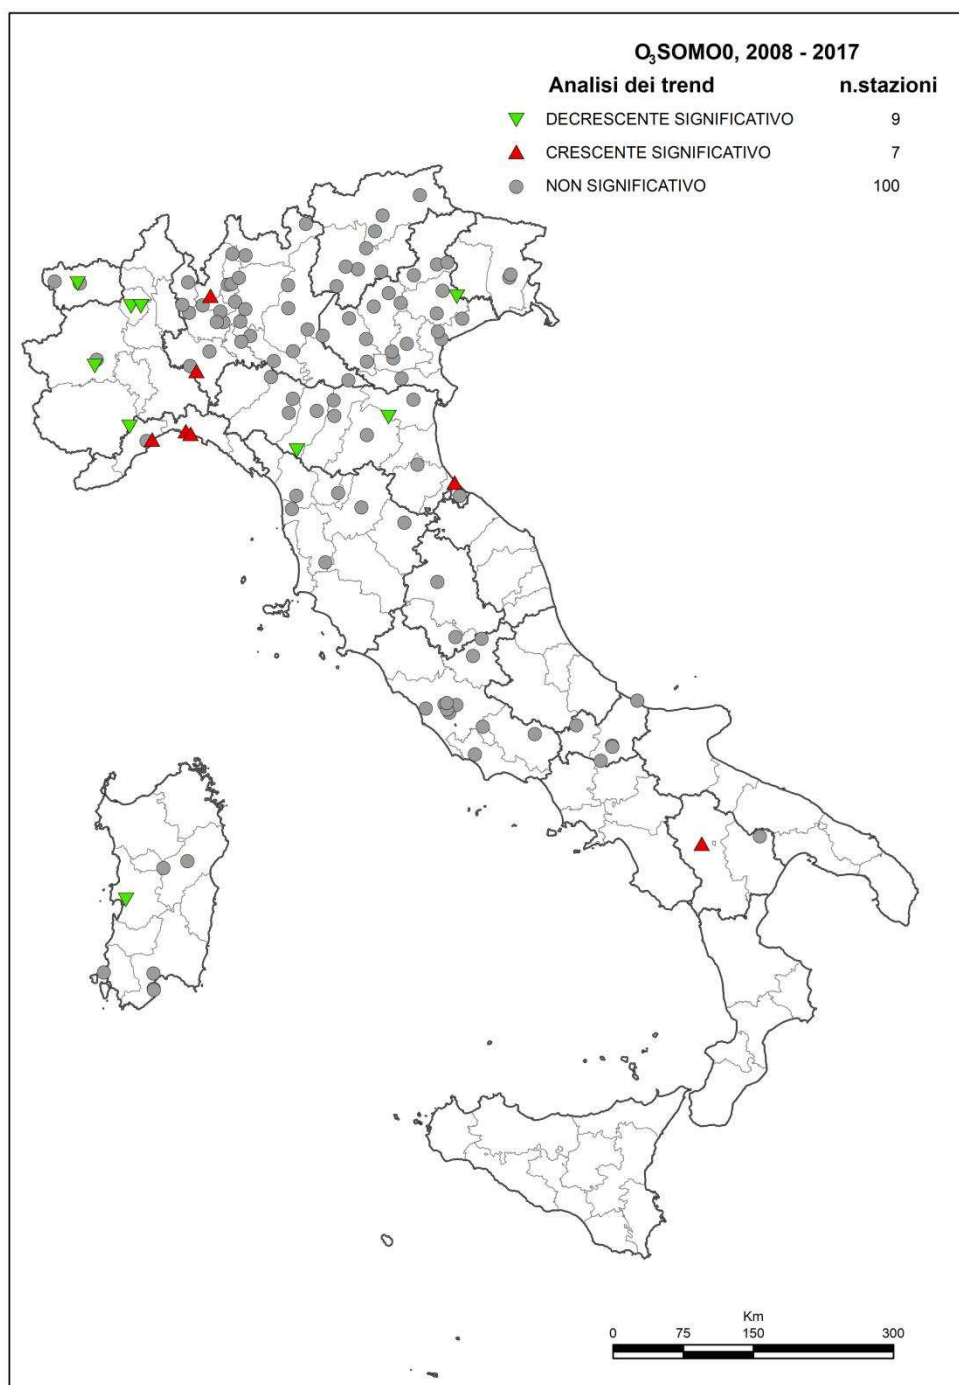 O₃SOMO0, 2008 - 2017
Analisi dei trend n.stazioni
DECRESCENTE SIGNIFICATIVO 9
CRESCENTE SIGNIFICATIVO 7
NON SIGNIFICATIVO 100
Km
0 75 150 300